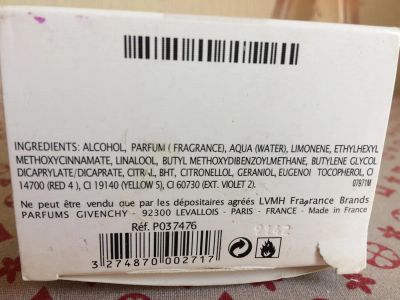 INGREDIENTS: ALCOHOL, PARFUM ( FRAGRANCE), AQUA (WATER), LIMONENE, ETHYLHEXYL
METHOXYCINNAMATE, LINALOOL, BUTYL METHOXYDIBENZOYLMETHANE, BUTYLENE GLYCOL
DICAPRYLATE/DICAPRATE, CITRAL, BHT, CITRONELLOL, GERANIOL, EUGENOL TOCOPHEROL, CI
14700 (RED 4 ), CI 19140 (YELLOW 5), CI 60730 (EXT. VIOLET 2). 07971M
Ne peut être vendu que par les dépositaires agréés LVMH Fragrance Brands
PARFUMS GIVENCHY - 92300 LEVALLOIS - PARIS - FRANCE - Made in France
Réf. P037476
3 274870 002717